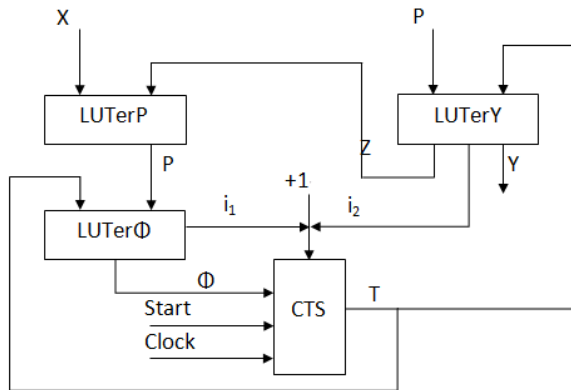 X P
LUTerP LUTerY
P Z Y
+1
i₁ i₂
LUTerΦ
Φ
CTS T
Start
Clock